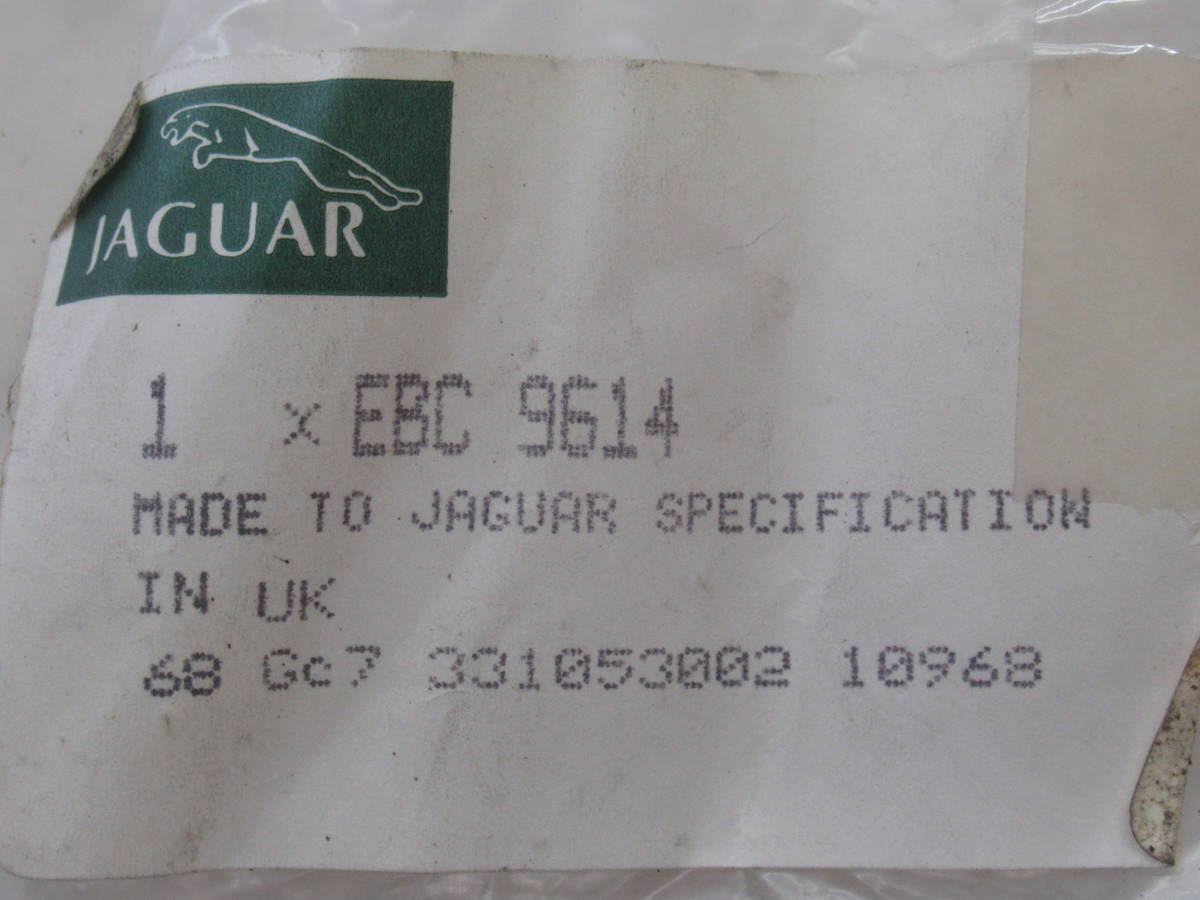 JAGUAR
1 x EBC 9614
MADE TO JAGUAR SPECIFICATION
IN UK
68 Gc7 331053002 10968